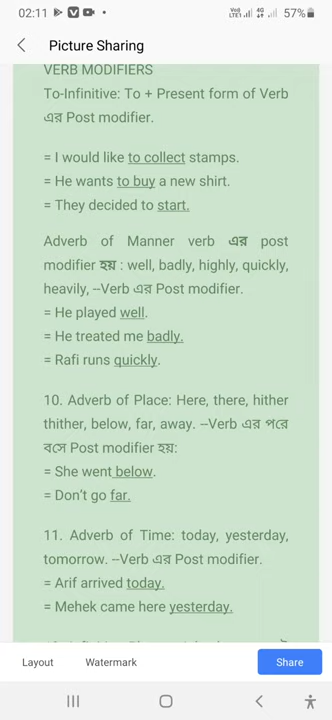 02:11
Vo)) LTE1 4G 57%
Picture Sharing
VERB MODIFIERS
To-Infinitive: To + Present form of Verb
এর Post modifier.
= I would like to collect stamps.
= He wants to buy a new shirt.
= They decided to start.
Adverb of Manner verb এর post
modifier হয় : well, badly, highly, quickly,
heavily, --Verb এর Post modifier.
= He played well.
= He treated me badly.
= Rafi runs quickly.
10. Adverb of Place: Here, there, hither
thither, below, far, away. --Verb এর পরে
বসে Post modifier হয়:
= She went below.
= Don't go far.
11. Adverb of Time: today, yesterday,
tomorrow. --Verb এর Post modifier.
= Arif arrived today.
= Mehek came here yesterday.
Layout
Watermark
Share